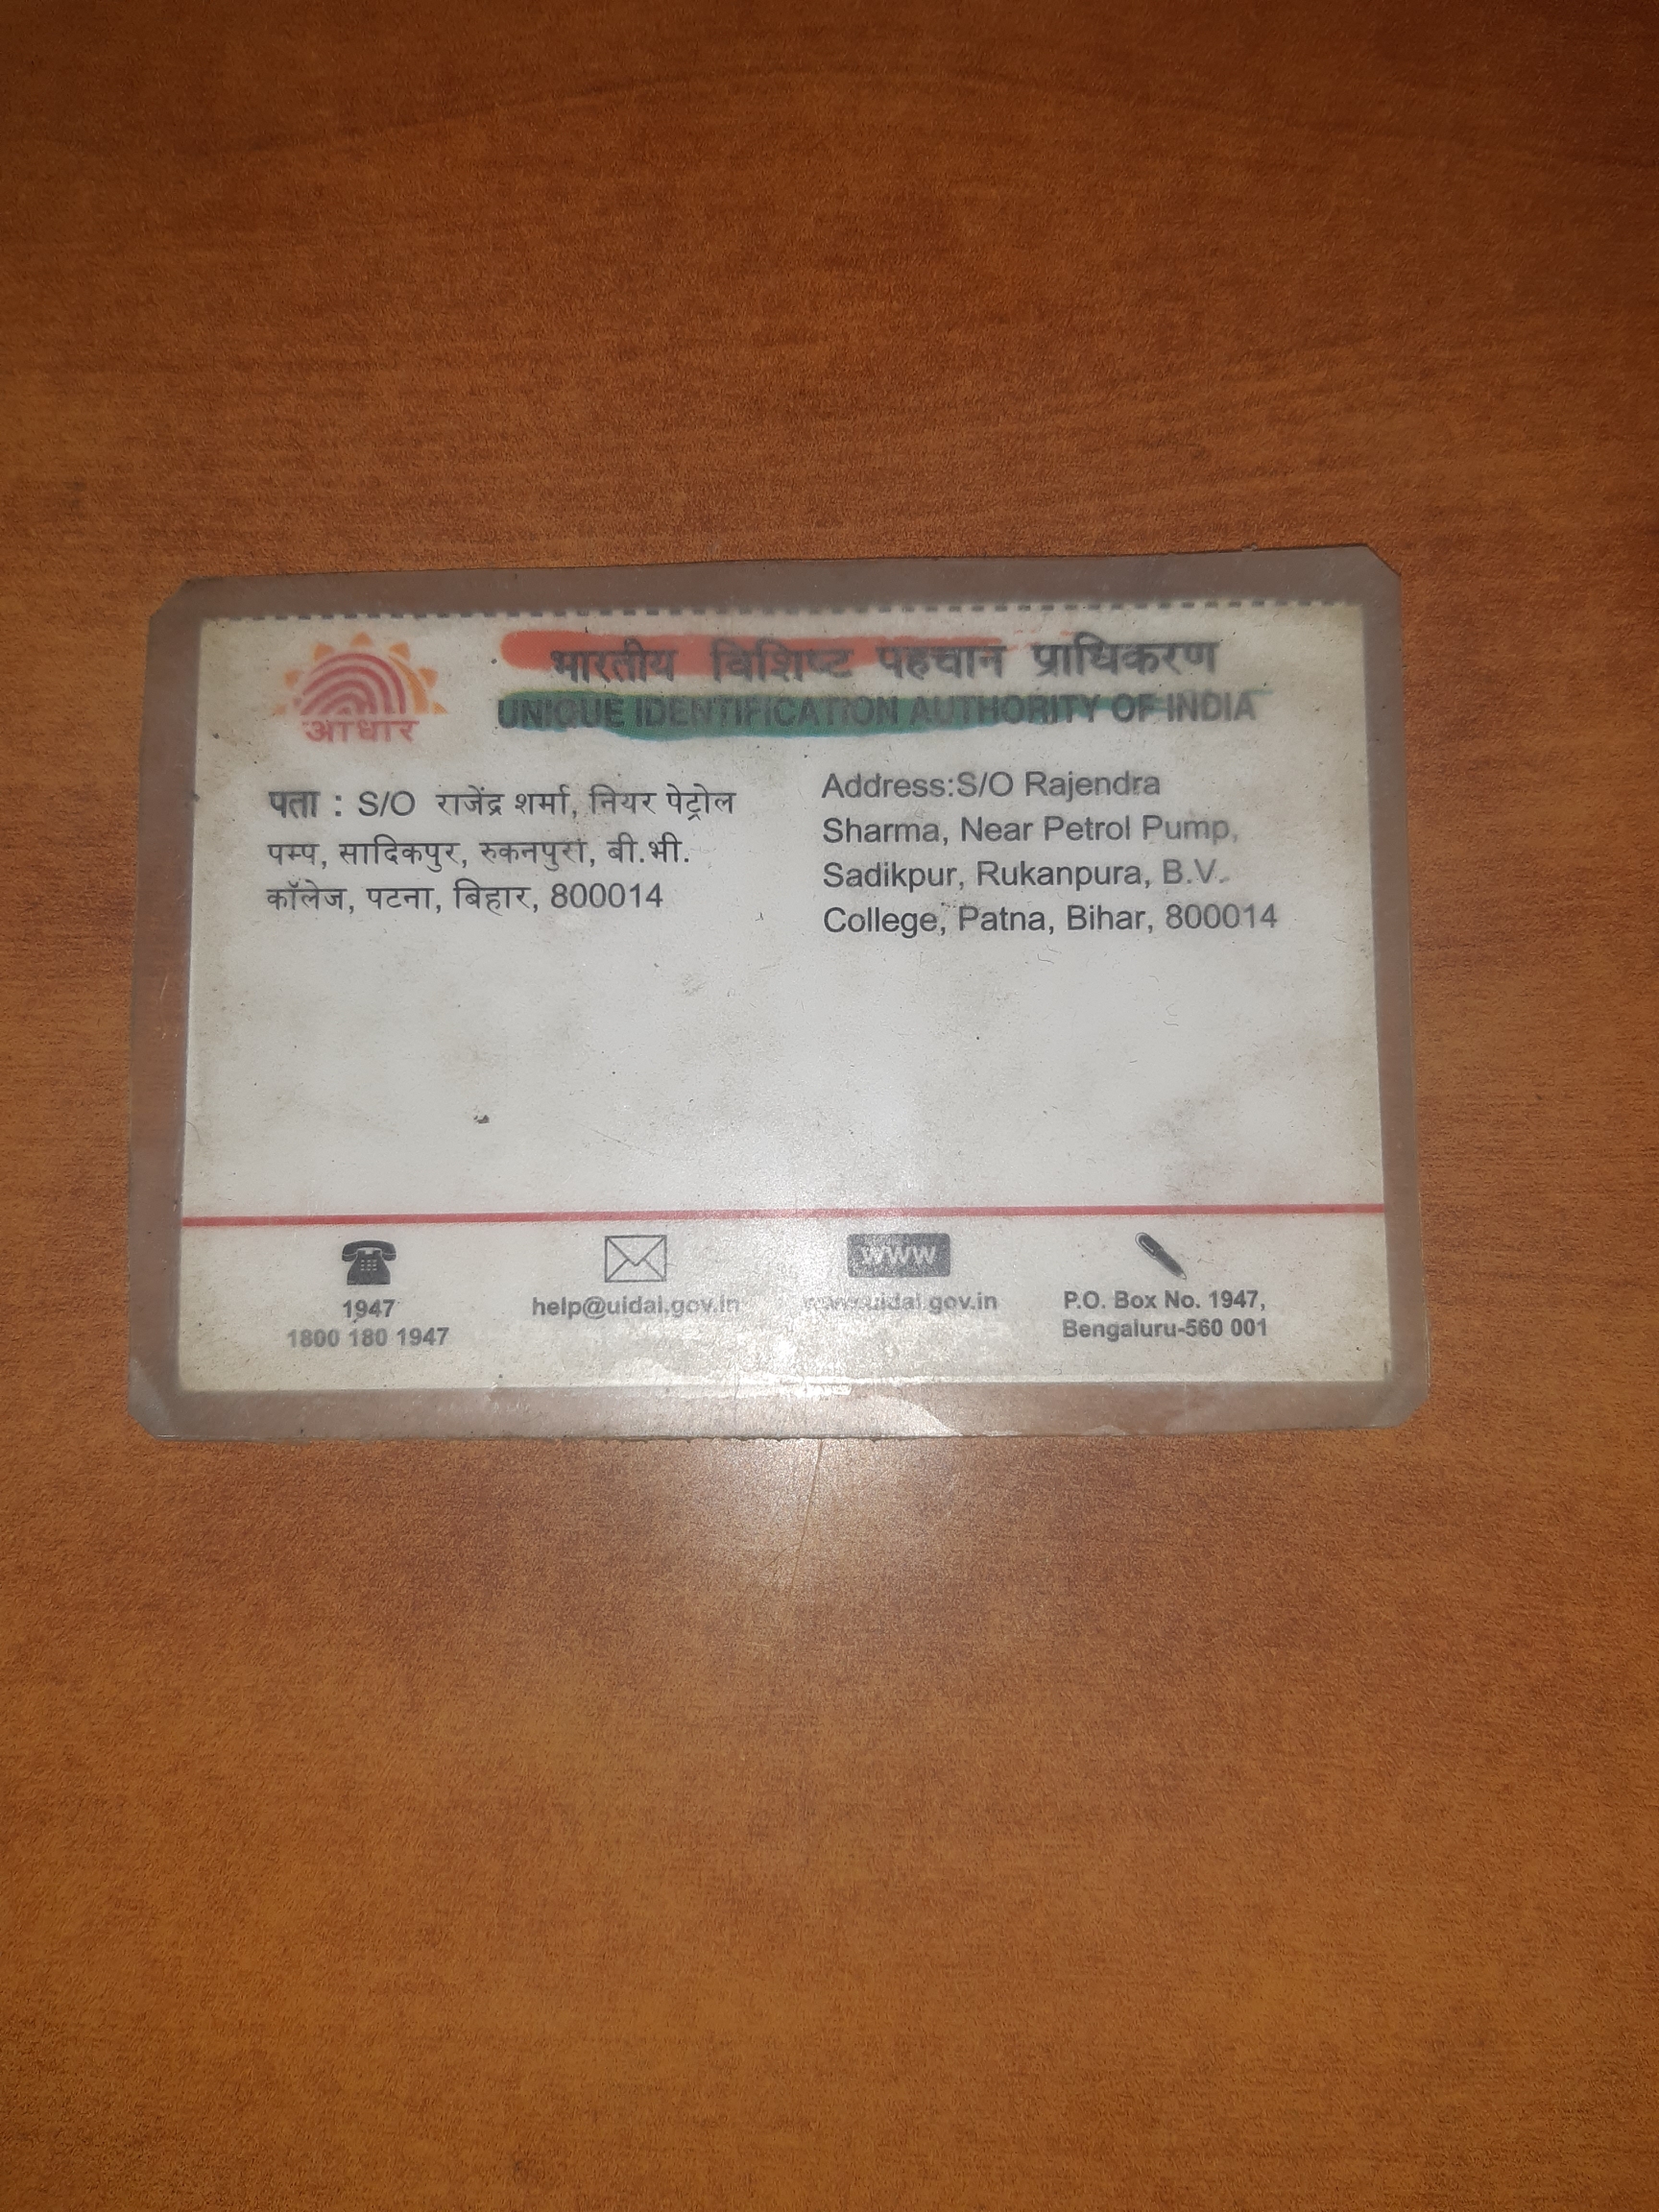 भारतीय विशिष्ट पहचान प्राधिकरण
UNIQUE IDENTIFICATION AUTHORITY OF INDIA
आधार
पता : S/O राजेंद्र शर्मा, नियर पेट्रोल
पम्प, सादिकपुर, रुकनपुरा, बी.भी.
कॉलेज, पटना, बिहार, 800014
Address:S/O Rajendra
Sharma, Near Petrol Pump,
Sadikpur, Rukanpura, B.V.
College, Patna, Bihar, 800014
1947
1800 180 1947
help@uidai.gov.in
www
www.uidai.gov.in
P.O. Box No. 1947,
Bengaluru-560 001